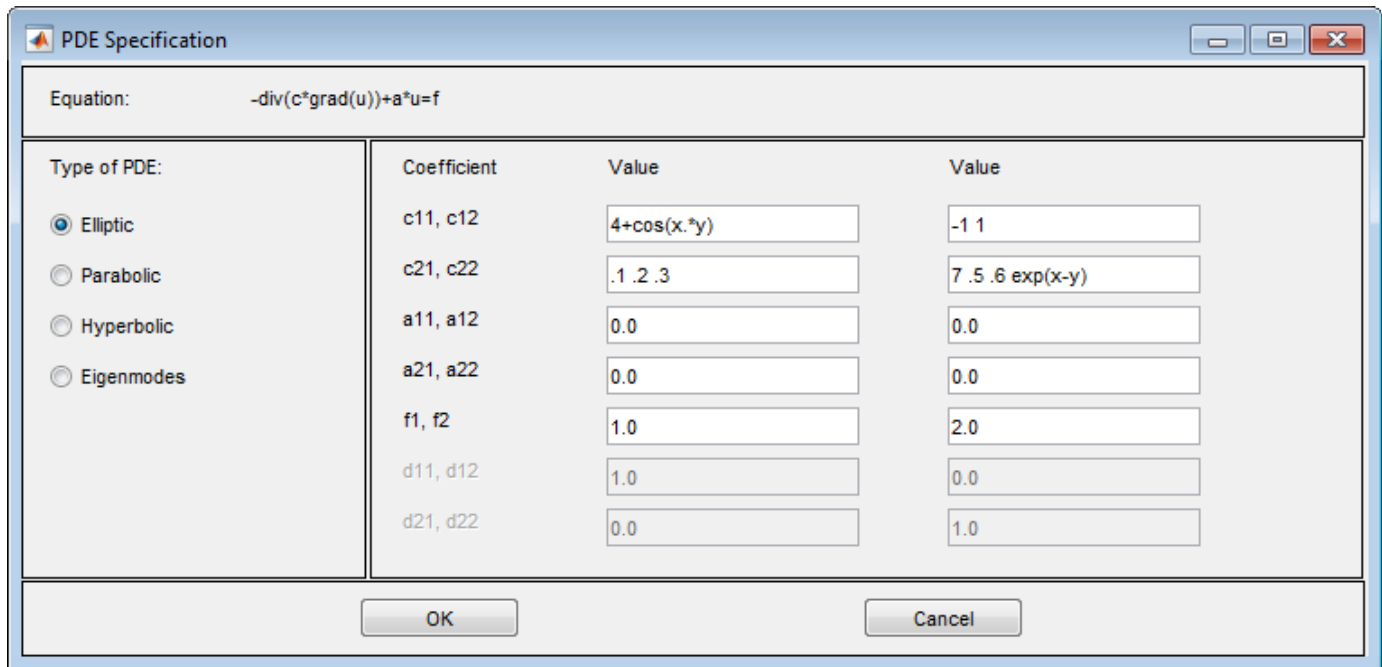 PDE Specification
Equation: -div(c*grad(u))+a*u=f
Type of PDE: Coefficient Value Value
Elliptic c11, c12 4+cos(x.*y) -1 1
Parabolic c21, c22 .1 .2 .3 7 .5 .6 exp(x-y)
Hyperbolic a11, a12 0.0 0.0
Eigenmodes a21, a22 0.0 0.0
f1, f2 1.0 2.0
d11, d12 1.0 0.0
d21, d22 0.0 1.0
OK Cancel